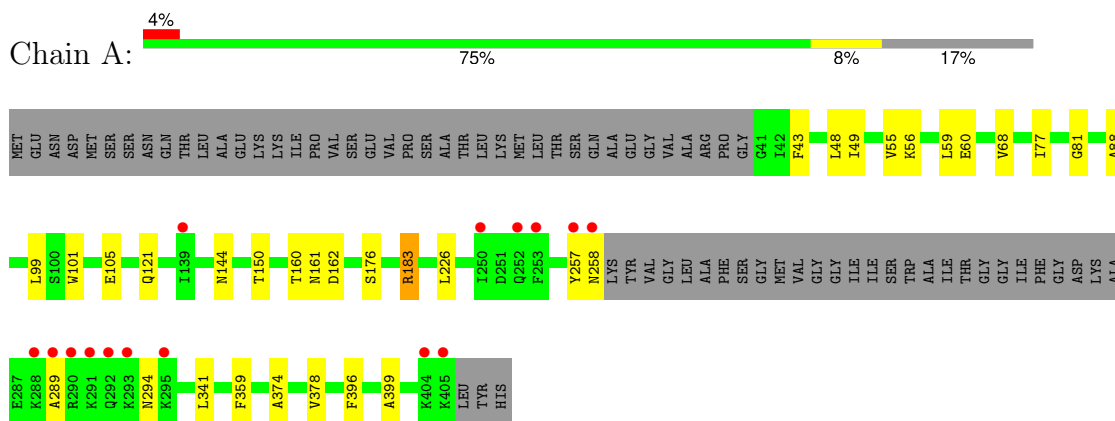 4%
Chain A:
75% 8% 17%
MET GLU ASN ASP MET SER SER ASN GLN THR LEU ALA GLU LYS LYS ILE PRO VAL SER GLU VAL PRO SER ALA THR LEU LYS MET LEU THR SER GLN ALA GLU GLY VAL ALA ARG PRO GLY G41 I42 F43 L48 I49 V55 K56 L59 E60 V68 I77 G81 A88
L99 S100 W101 E105 Q121 I139 N144 T150 T160 N161 D162 S176 R183 L226 I250 D251 Q252 F253 Y257 N258 LYS TYR VAL GLY LEU ALA PHE SER GLY MET VAL GLY GLY ILE ILE SER TRP ALA ILE THR GLY GLY ILE PHE GLY ASP LYS ALA
E287 K288 A289 R290 K291 Q292 K293 N294 K295 L341 F359 A374 V378 F396 A399 K404 K405 LEU TYR HIS